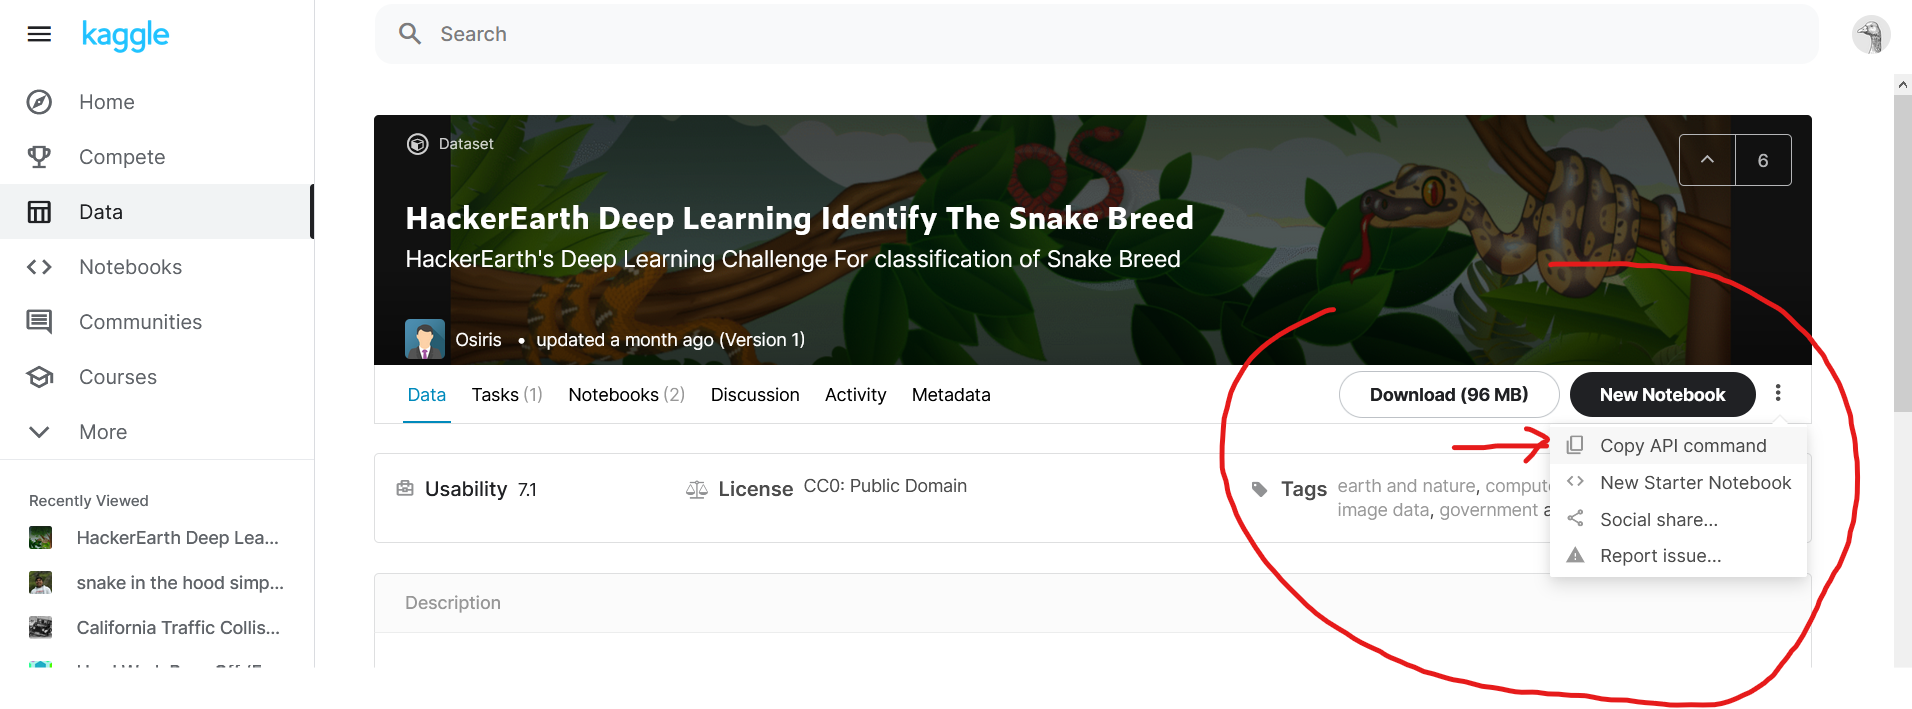 kaggle
Search
Home
Compete
Data
Notebooks
Communities
Courses
More
Recently Viewed
HackerEarth Deep Lea...
snake in the hood simp...
California Traffic Collis...
Dataset
6
HackerEarth Deep Learning Identify The Snake Breed
HackerEarth's Deep Learning Challenge For classification of Snake Breed
Osiris • updated a month ago (Version 1)
Data Tasks (1) Notebooks (2) Discussion Activity Metadata Download (96 MB) New Notebook
Copy API command
New Starter Notebook
Social share...
Report issue...
Usability 7.1 License CC0: Public Domain Tags earth and nature,
image data, government
Description